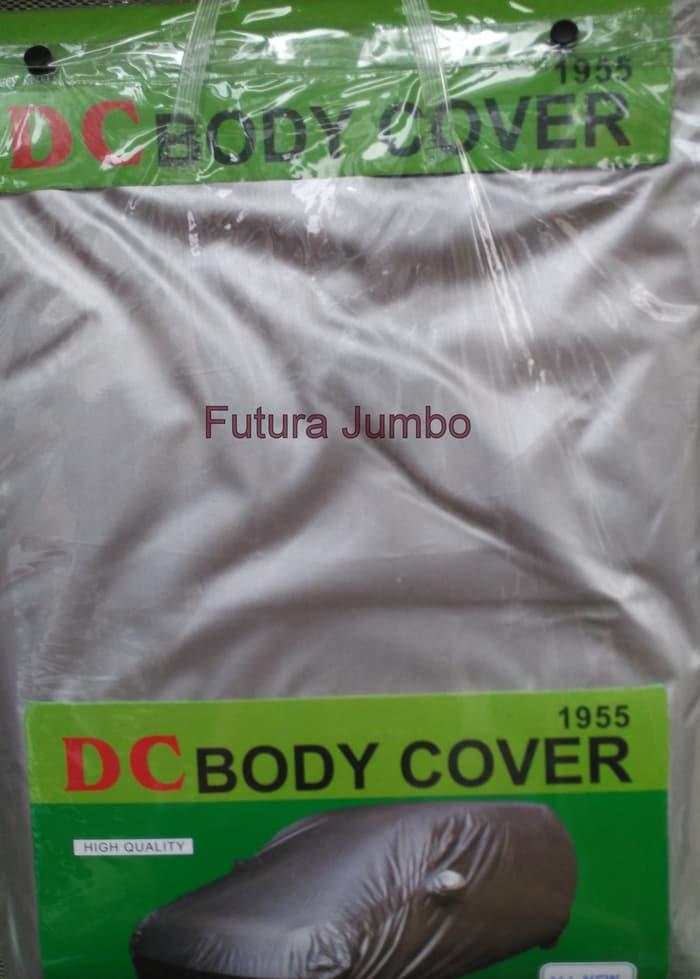 1955
DC BODY COVER
Futura Jumbo
1955
DC BODY COVER
HIGH QUALITY